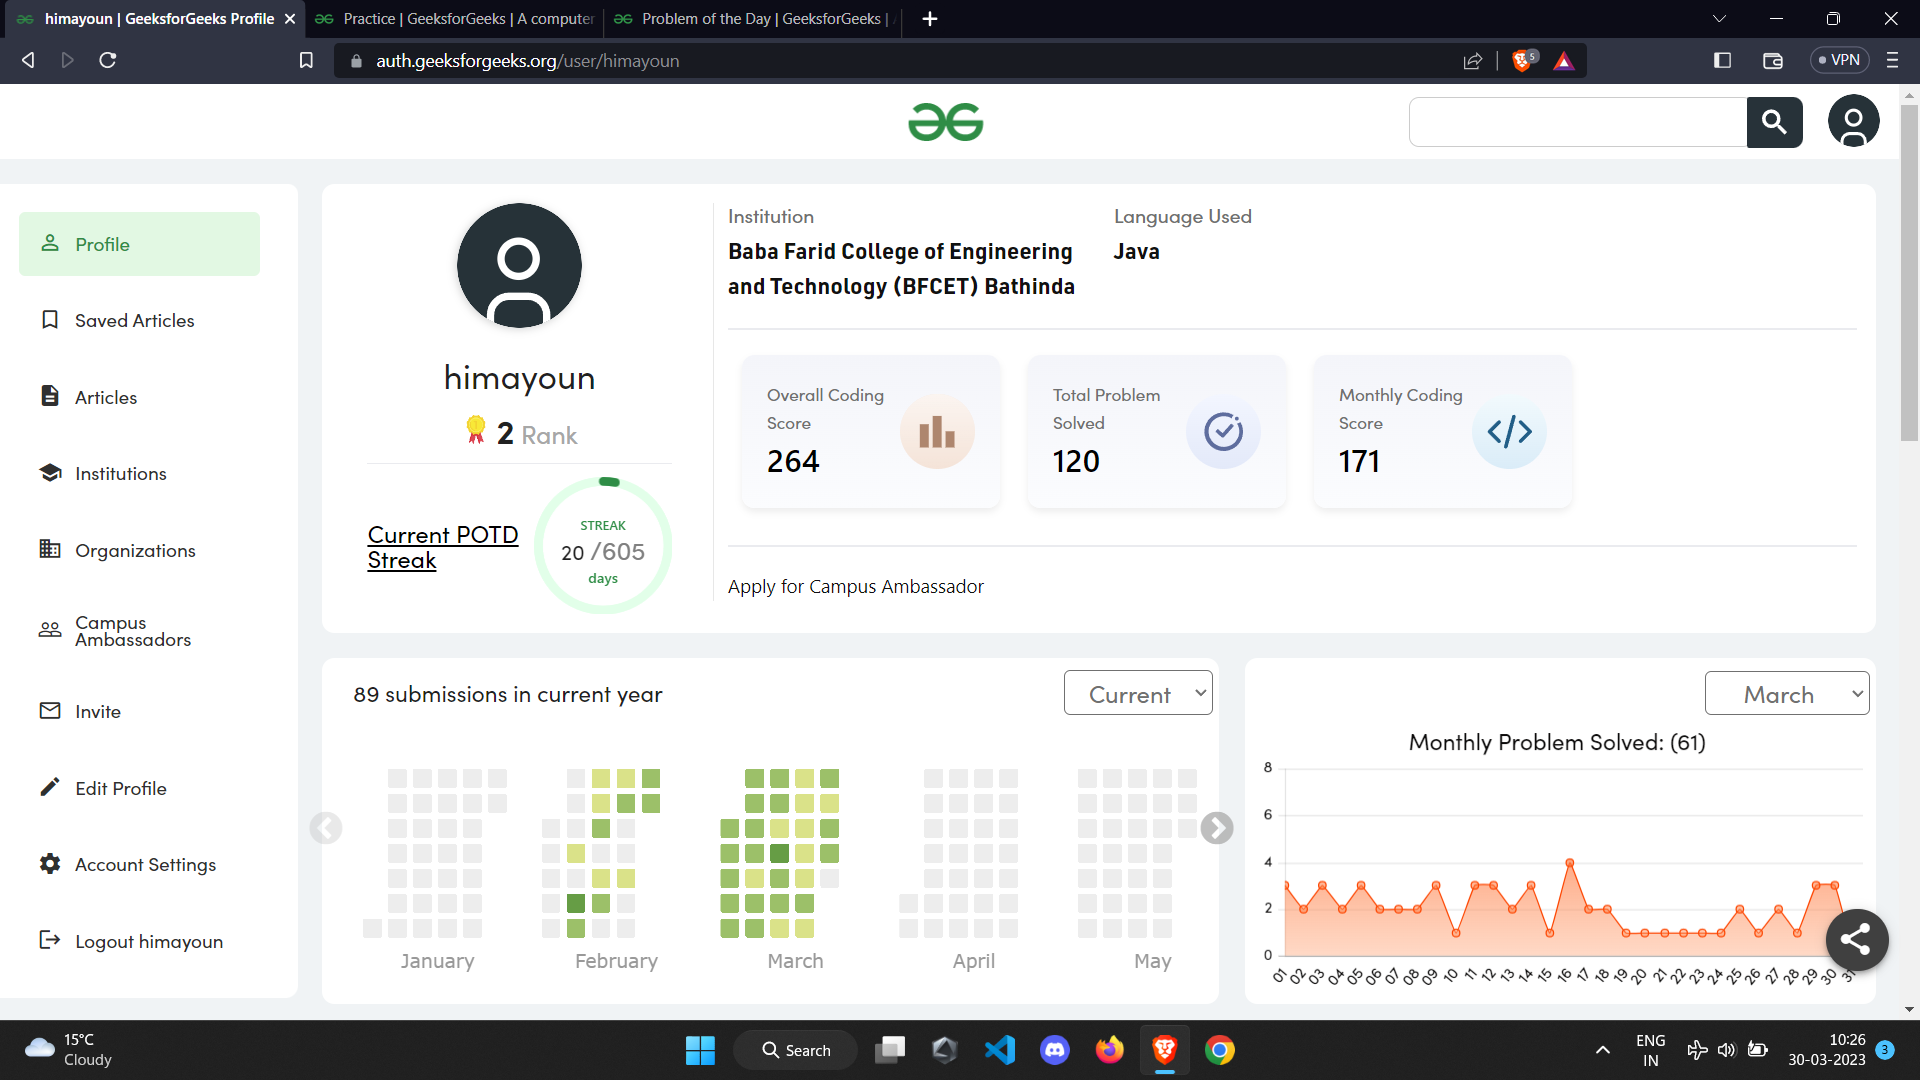 himayoun | GeeksforGeeks Profile
Practice | GeeksforGeeks | A computer
Problem of the Day | GeeksforGeeks |
auth.geeksforgeeks.org/user/himayoun
5
VPN
Profile
Saved Articles
Articles
Institutions
Organizations
Campus
Ambassadors
Invite
Edit Profile
Account Settings
Logout himayoun
himayoun
2 Rank
Current POTD
Streak
STREAK
20 /605
days
Institution
Baba Farid College of Engineering
and Technology (BFCET) Bathinda
Language Used
Java
Overall Coding
Score
264
Total Problem
Solved
120
Monthly Coding
Score
171
Apply for Campus Ambassador
89 submissions in current year
Current
January
February
March
April
May
March
Monthly Problem Solved: (61)
8
6
4
2
0
01 02 03 04 05 06 07 08 09 10 11 12 13 14 15 16 17 18 19 20 21 22 23 24 25 26 27 28 29 30 31
15°C
Cloudy
Search
ENG
IN
10:26
30-03-2023
3